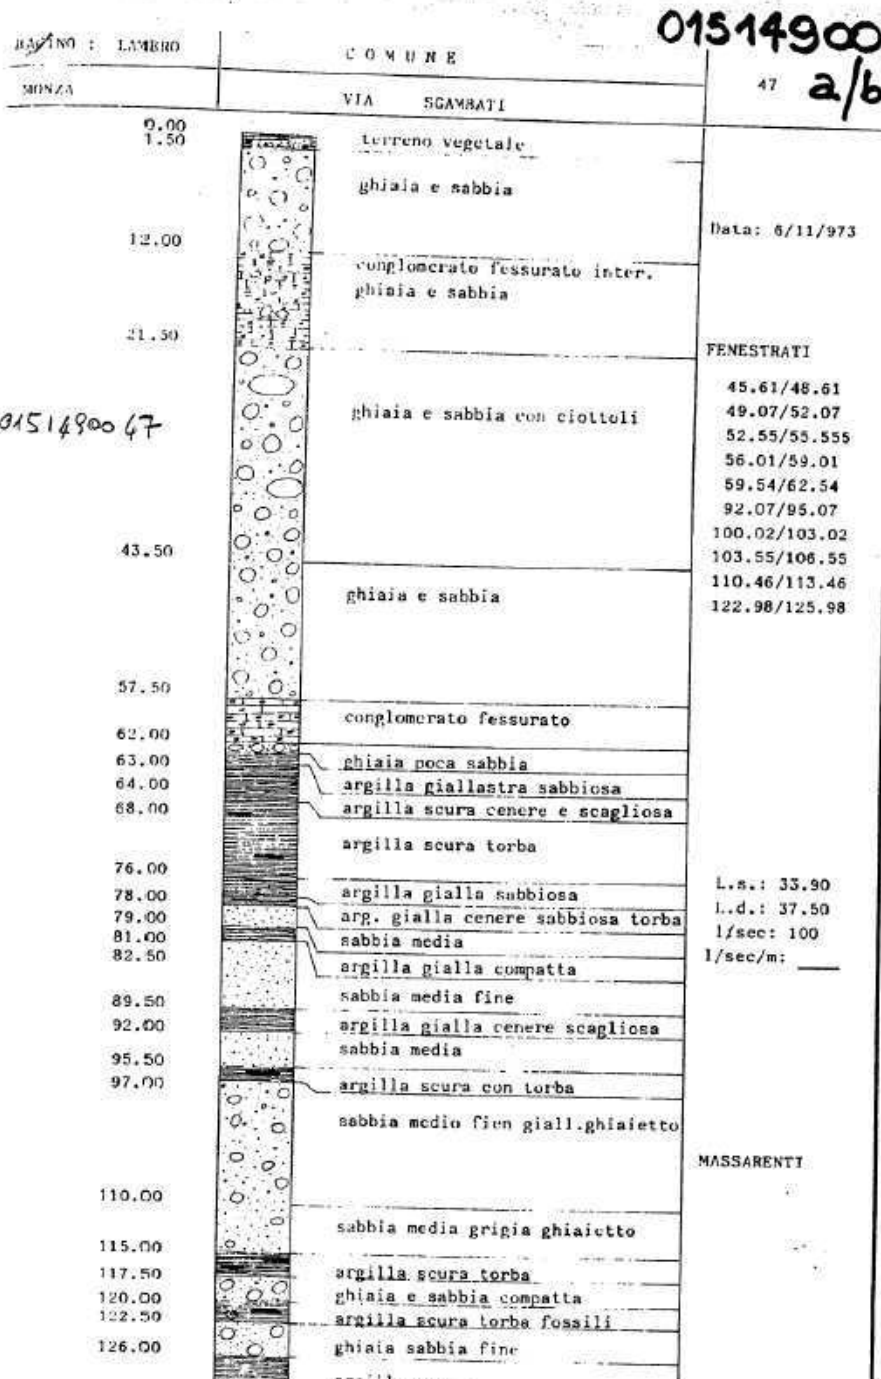 01514900
a/b
BACINO : LAMBRO
COMUNE
MONZA
VIA SGAMBATI
47
0.00
1.50
terreno vegetale
ghiaia e sabbia
Data: 6/11/973
12.00
conglomerato fessurato inter.
ghiaia e sabbia
21.50
FENESTRATI
45.61/48.61
49.07/52.07
52.55/55.555
56.01/59.01
59.54/62.54
92.07/95.07
100.02/103.02
103.55/106.55
110.46/113.46
122.98/125.98
ghiaia e sabbia con ciottoli
0151490047
43.50
ghiaia e sabbia
57.50
conglomerato fessurato
62.00
63.00
ghiaia poca sabbia
64.00
argilla giallastra sabbiosa
68.00
argilla scura cenere e scagliosa
argilla scura torba
76.00
78.00
argilla gialla sabbiosa
79.00
arg. gialla cenere sabbiosa torba
81.00
sabbia media
82.50
argilla gialla compatta
L.s.: 33.90
L.d.: 37.50
l/sec: 100
l/sec/m:
89.50
sabbia media fine
92.00
argilla gialla cenere scagliosa
sabbia media
95.50
97.00
argilla scura con torba
sabbia medio fien giall.ghiaietto
MASSARENTI
110.00
sabbia media grigia ghiaietto
115.00
117.50
argilla scura torba
120.00
ghiaia e sabbia compatta
122.50
argilla scura torba fossili
126.00
ghiaia sabbia fine